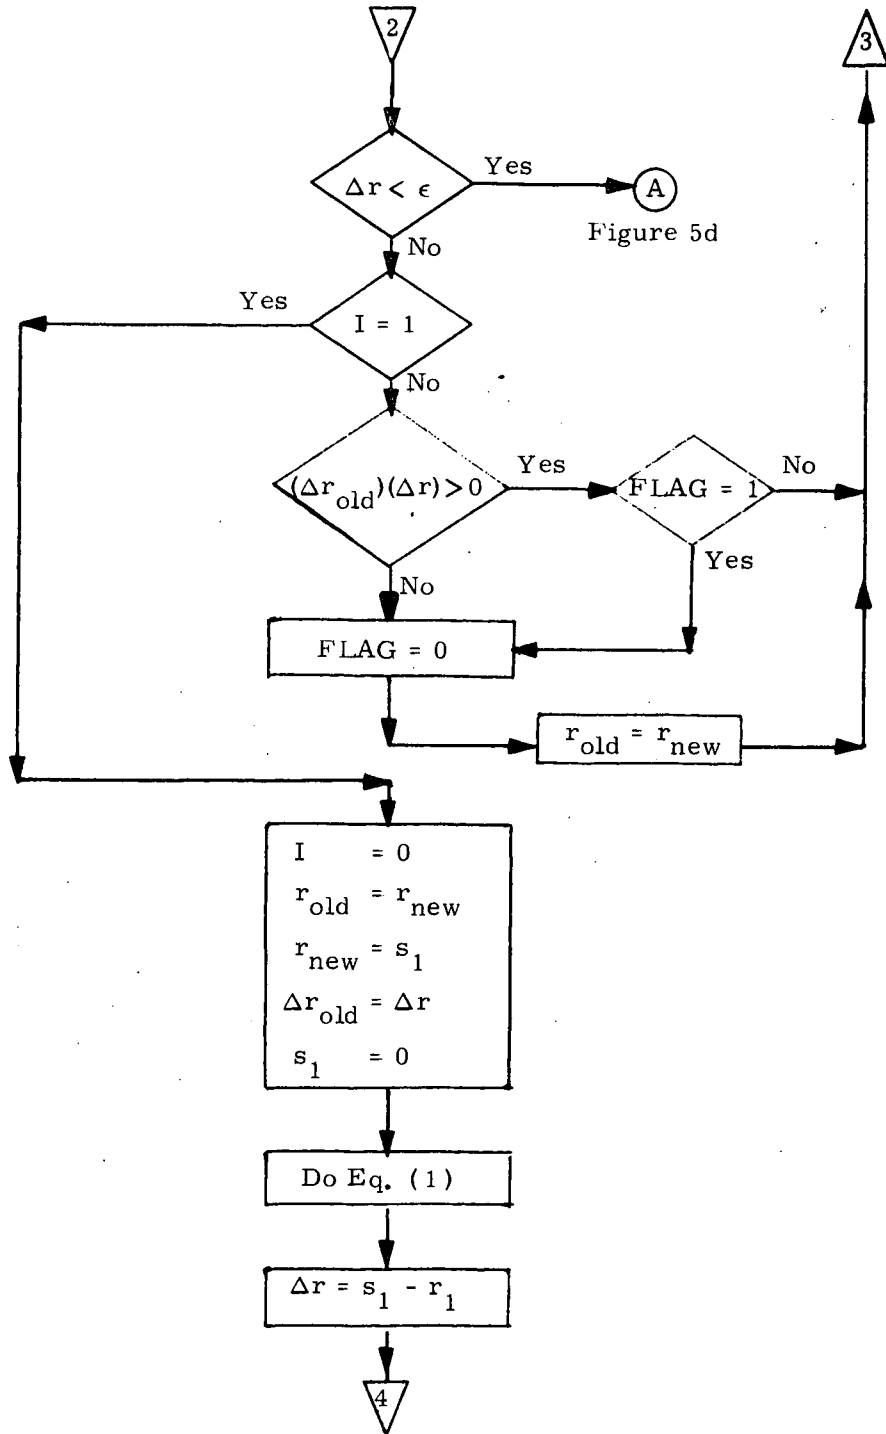 2
3
Δr < ϵ
Yes
A
Figure 5d
No
Yes
I = 1
No
(Δr_old)(Δr) > 0
Yes
FLAG = 1
No
No
Yes
FLAG = 0
r_old = r_new
I = 0
r_old = r_new
r_new = s_1
Δr_old = Δr
s_1 = 0
Do Eq. (1)
Δr = s_1 - r_1
4